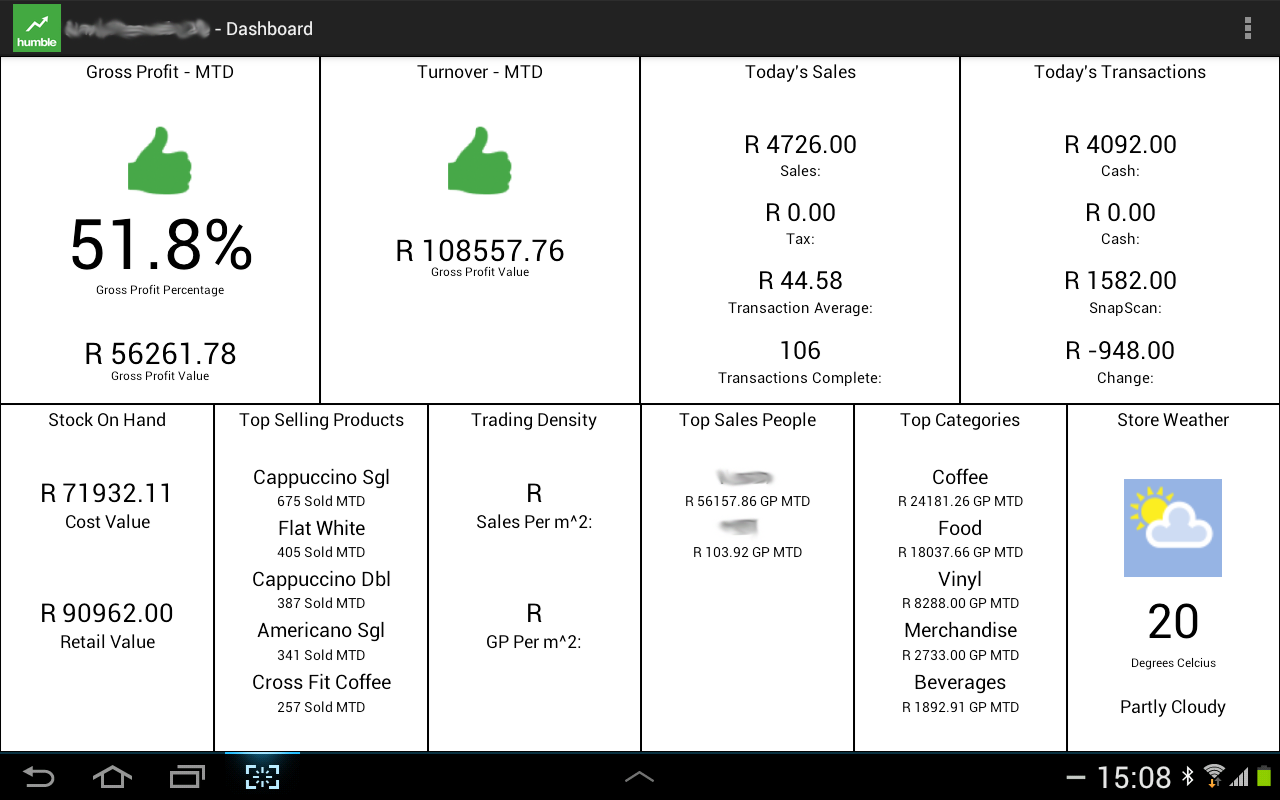 humble
- Dashboard
Gross Profit - MTD
51.8%
Gross Profit Percentage
R 56261.78
Gross Profit Value
Turnover - MTD
R 108557.76
Gross Profit Value
Today's Sales
R 4726.00
Sales:
R 0.00
Tax:
R 44.58
Transaction Average:
106
Transactions Complete:
Today's Transactions
R 4092.00
Cash:
R 0.00
Cash:
R 1582.00
SnapScan:
R -948.00
Change:
Stock On Hand
R 71932.11
Cost Value
R 90962.00
Retail Value
Top Selling Products
Cappuccino Sgl
675 Sold MTD
Flat White
405 Sold MTD
Cappuccino Dbl
387 Sold MTD
Americano Sgl
341 Sold MTD
Cross Fit Coffee
257 Sold MTD
Trading Density
R
Sales Per m^2:
R
GP Per m^2:
Top Sales People
R 56157.86 GP MTD
R 103.92 GP MTD
Top Categories
Coffee
R 24181.26 GP MTD
Food
R 18037.66 GP MTD
Vinyl
R 8288.00 GP MTD
Merchandise
R 2733.00 GP MTD
Beverages
R 1892.91 GP MTD
Store Weather
20
Degrees Celcius
Partly Cloudy
15:08